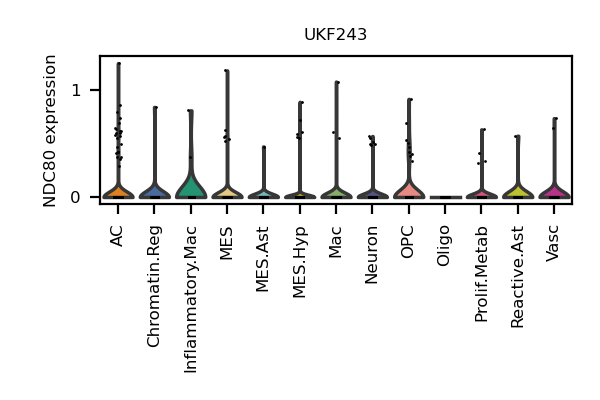 UKF243
NDC80 expression
1
0
AC
Chromatin.Reg
Inflammatory.Mac
MES
MES.Ast
MES.Hyp
Mac
Neuron
OPC
Oligo
Prolif.Metab
Reactive.Ast
Vasc